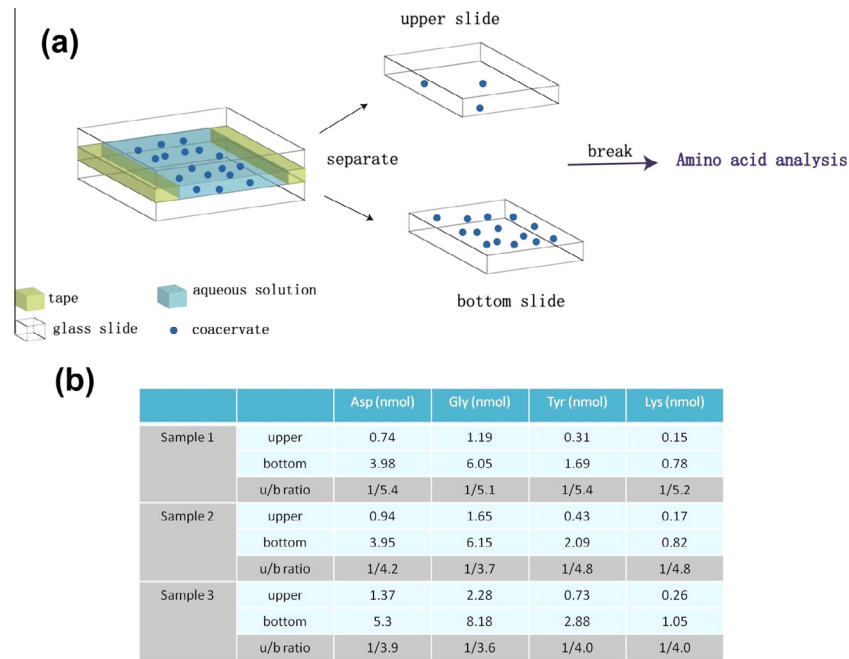 (a)
upper slide
separate
break
Amino acid analysis
bottom slide
tape
aqueous solution
glass slide
coacervate
(b)
Asp (nmol) Gly (nmol) Tyr (nmol) Lys (nmol)
Sample 1 upper 0.74 1.19 0.31 0.15
bottom 3.98 6.05 1.69 0.78
u/b ratio 1/5.4 1/5.1 1/5.4 1/5.2
Sample 2 upper 0.94 1.65 0.43 0.17
bottom 3.95 6.15 2.09 0.82
u/b ratio 1/4.2 1/3.7 1/4.8 1/4.8
Sample 3 upper 1.37 2.28 0.73 0.26
bottom 5.3 8.18 2.88 1.05
u/b ratio 1/3.9 1/3.6 1/4.0 1/4.0